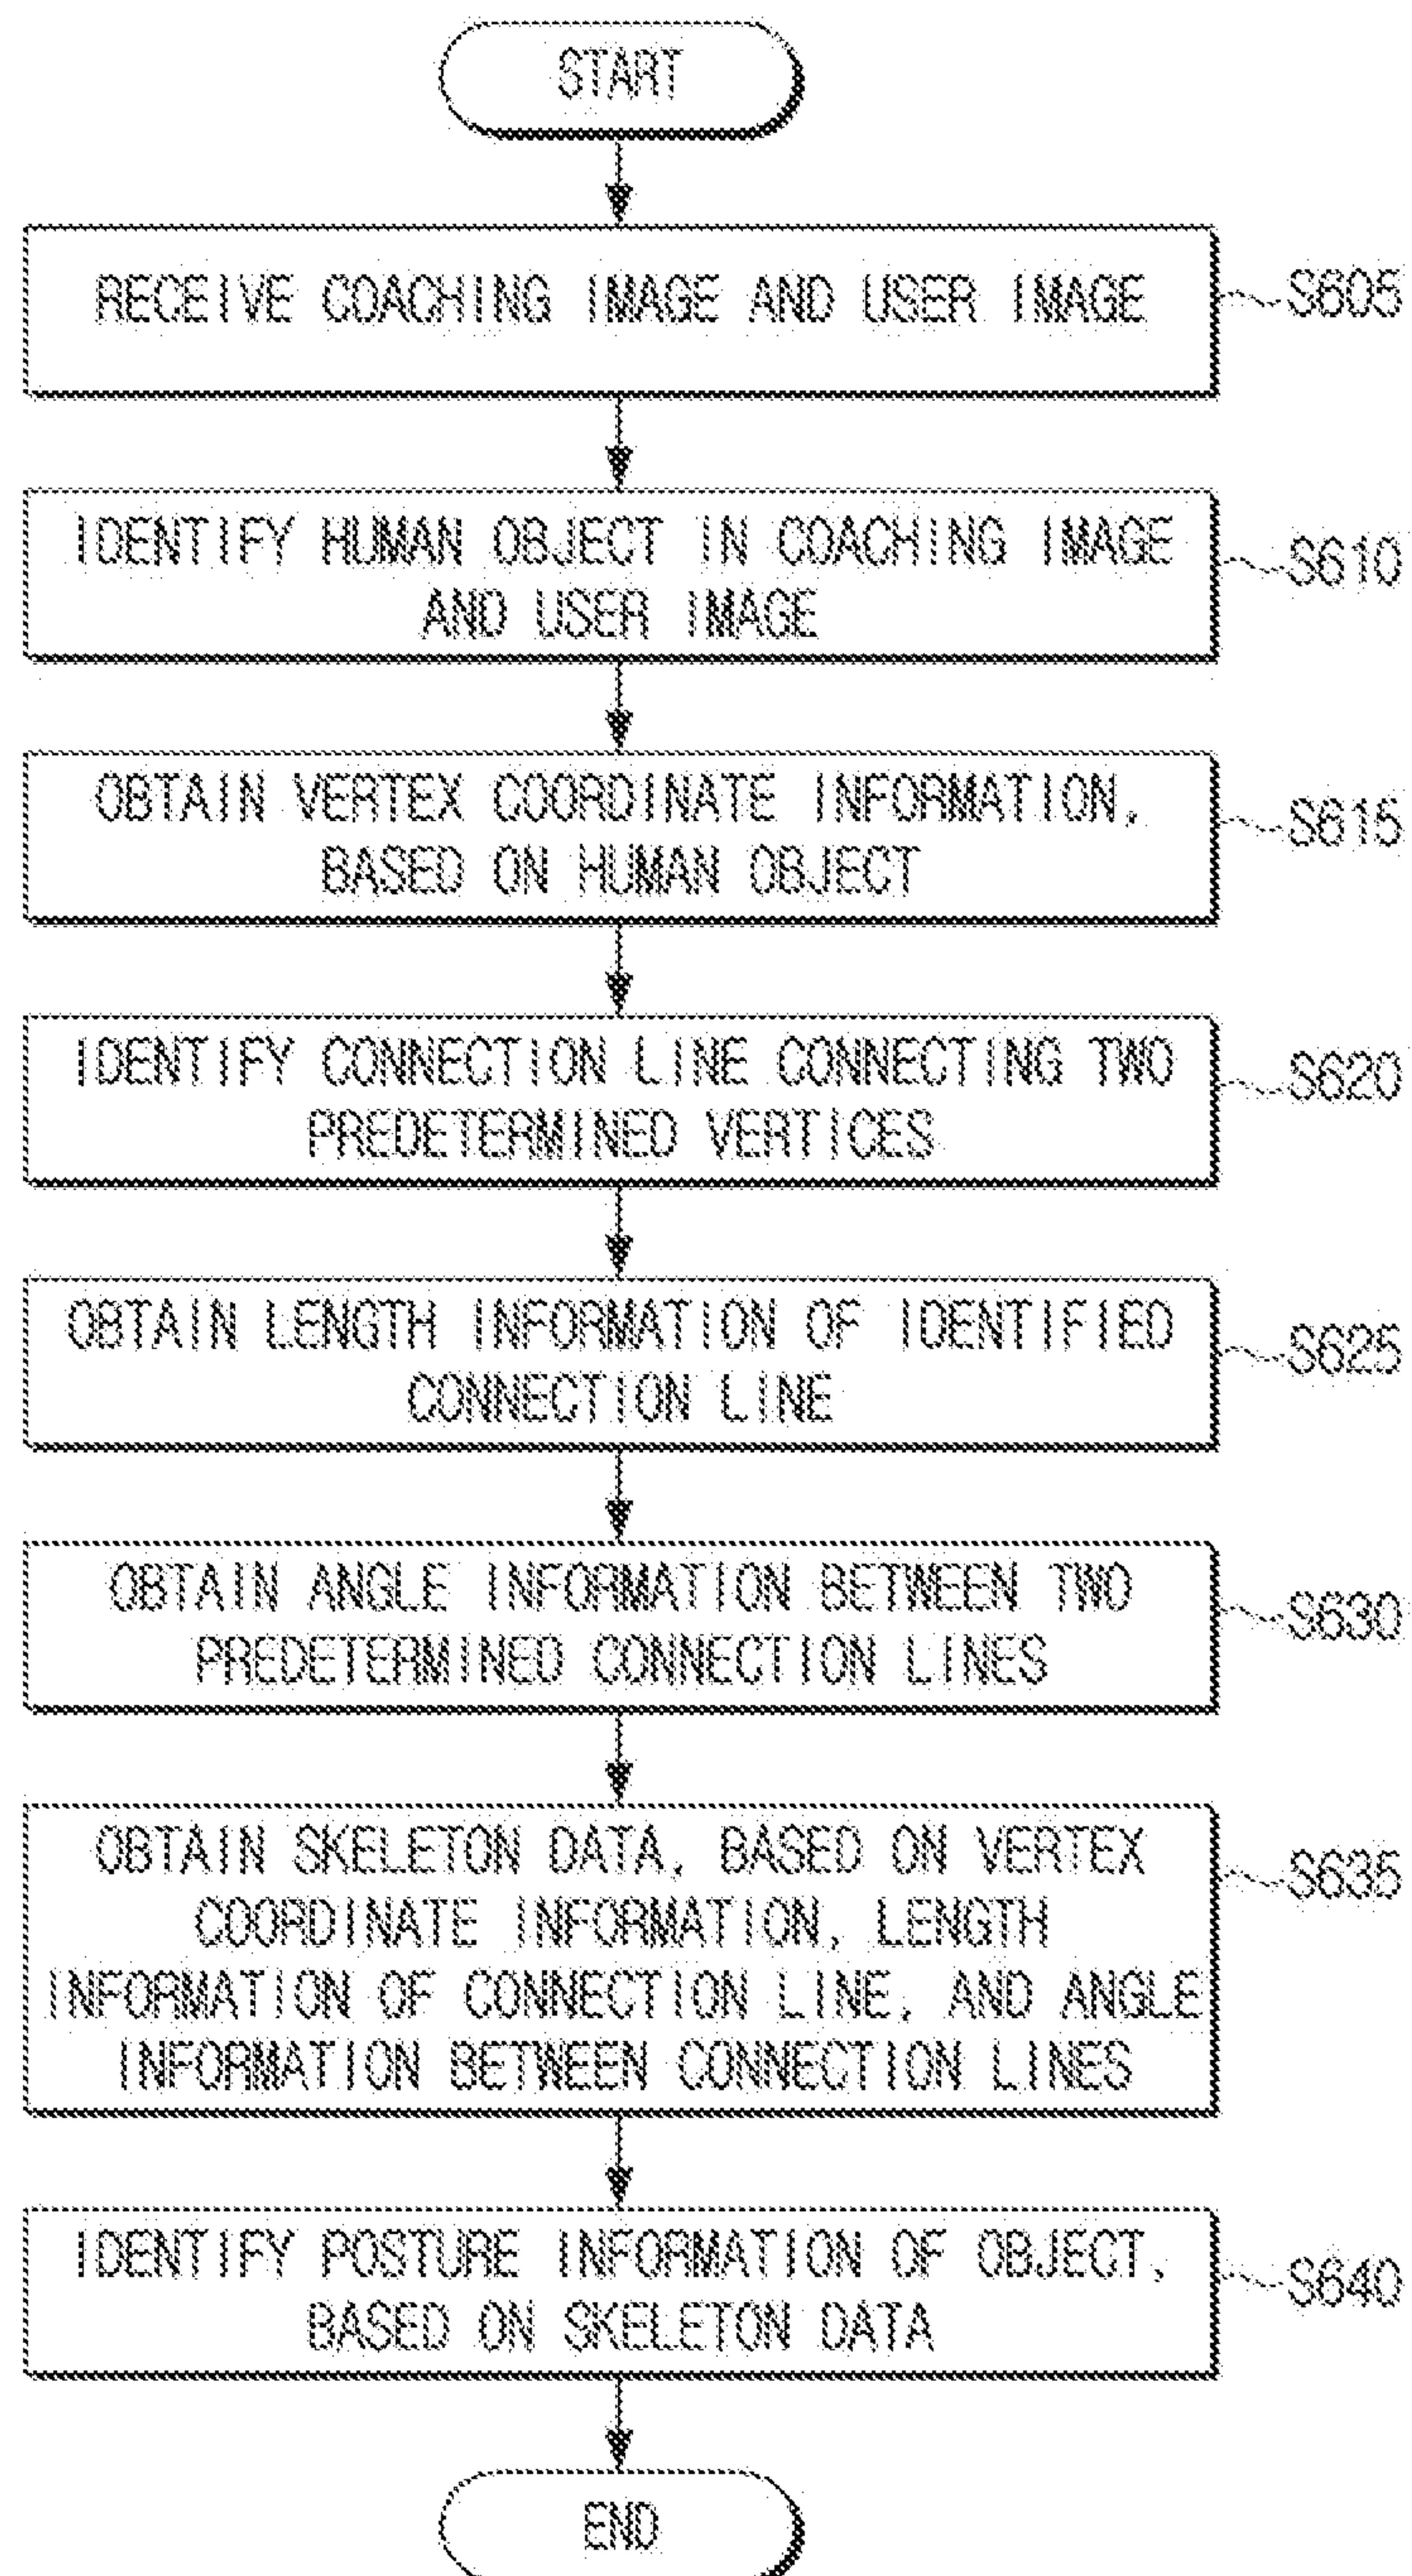 START
RECEIVE COACHING IMAGE AND USER IMAGE
S605
IDENTIFY HUMAN OBJECT IN COACHING IMAGE
AND USER IMAGE
S610
OBTAIN VERTEX COORDINATE INFORMATION,
BASED ON HUMAN OBJECT
S615
IDENTIFY CONNECTION LINE CONNECTING TWO
PREDETERMINED VERTICES
S620
OBTAIN LENGTH INFORMATION OF IDENTIFIED
CONNECTION LINE
S625
OBTAIN ANGLE INFORMATION BETWEEN TWO
PREDETERMINED CONNECTION LINES
S630
OBTAIN SKELETON DATA, BASED ON VERTEX
COORDINATE INFORMATION, LENGTH
INFORMATION OF CONNECTION LINE, AND ANGLE
INFORMATION BETWEEN CONNECTION LINES
S635
IDENTIFY POSTURE INFORMATION OF OBJECT,
BASED ON SKELETON DATA
S640
END